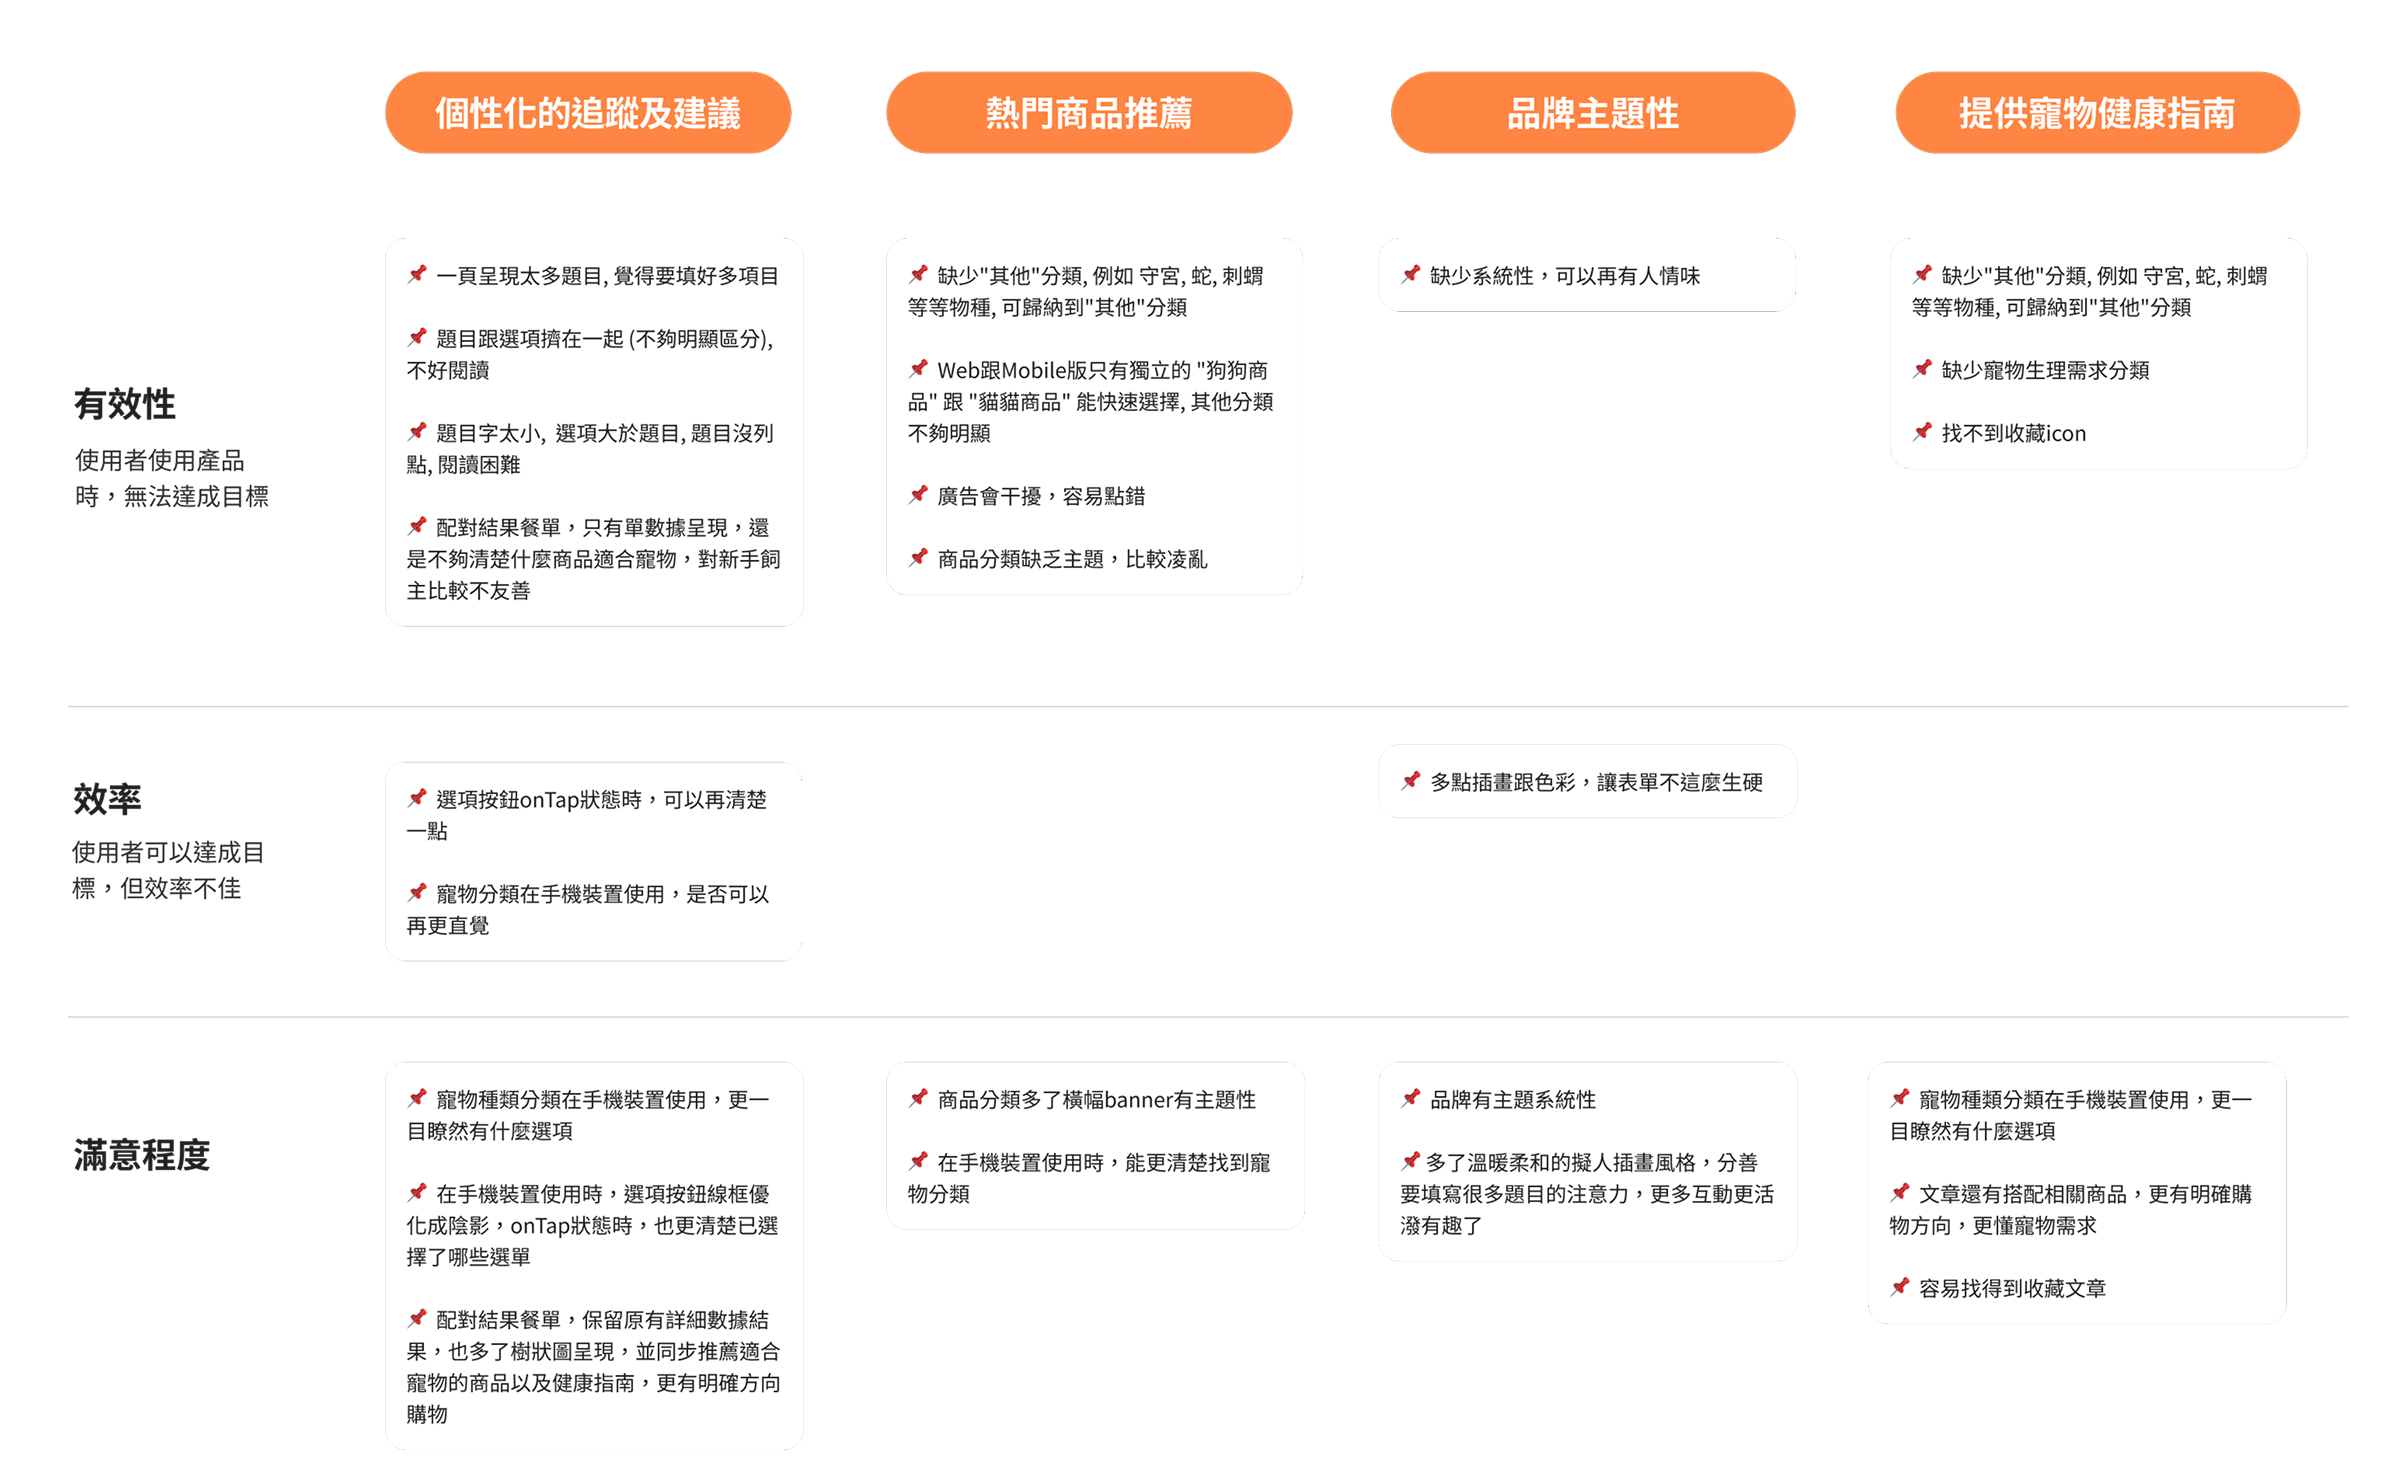 個性化的追蹤及建議
熱門商品推薦
品牌主題性
提供寵物健康指南
有效性
使用者使用產品
時，無法達成目標
📌 一頁呈現太多題目, 覺得要填好多項目
📌 題目跟選項擠在一起 (不夠明顯區分),
不好閱讀
📌 題目字太小, 選項大於題目, 題目沒列
點, 閱讀困難
📌 配對結果餐單，只有單數據呈現，還
是不夠清楚什麼商品適合寵物，對新手飼
主比較不友善
📌 缺少"其他"分類, 例如 守宮, 蛇, 刺蝟
等等物種, 可歸納到"其他"分類
📌 Web跟Mobile版只有獨立的 "狗狗商
品" 跟 "貓貓商品" 能快速選擇, 其他分類
不夠明顯
📌 廣告會干擾，容易點錯
📌 商品分類缺乏主題，比較凌亂
📌 缺少系統性，可以再有人情味
📌 缺少"其他"分類, 例如 守宮, 蛇, 刺蝟
等等物種, 可歸納到"其他"分類
📌 缺少寵物生理需求分類
📌 找不到收藏icon
效率
使用者可以達成目
標，但效率不佳
📌 選項按鈕onTap狀態時，可以再清楚
一點
📌 寵物分類在手機裝置使用，是否可以
再更直覺
📌 多點插畫跟色彩，讓表單不這麼生硬
滿意程度
📌 寵物種類分類在手機裝置使用，更一
目瞭然有什麼選項
📌 在手機裝置使用時，選項按鈕線框優
化成陰影，onTap狀態時，也更清楚已選
擇了哪些選單
📌 配對結果餐單，保留原有詳細數據結
果，也多了樹狀圖呈現，並同步推薦適合
寵物的商品以及健康指南，更有明確方向
購物
📌 商品分類多了橫幅banner有主題性
📌 在手機裝置使用時，能更清楚找到寵
物分類
📌 品牌有主題系統性
📌多了溫暖柔和的擬人插畫風格，分善
要填寫很多題目的注意力，更多互動更活
潑有趣了
📌 寵物種類分類在手機裝置使用，更一
目瞭然有什麼選項
📌 文章還有搭配相關商品，更有明確購
物方向，更懂寵物需求
📌 容易找得到收藏文章